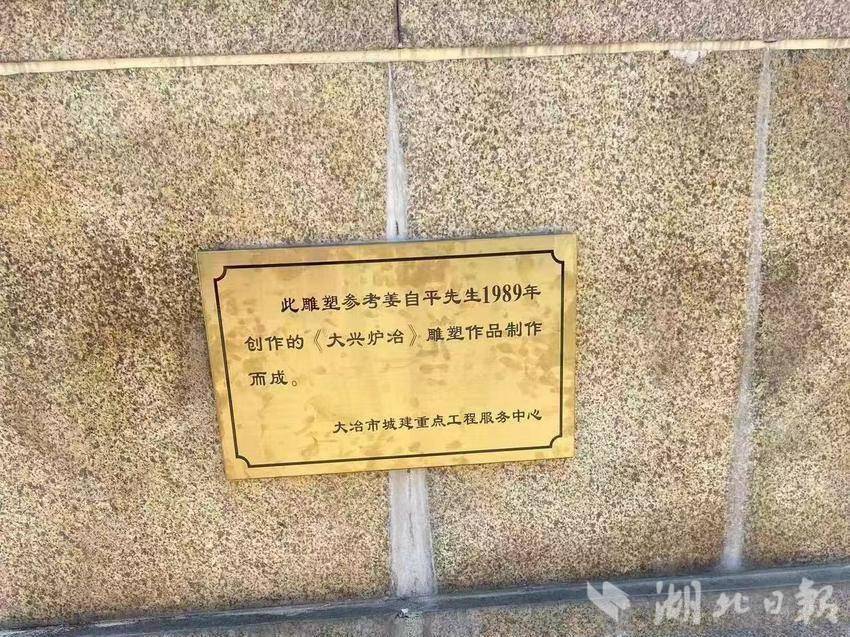 此雕塑参考姜自平先生1989年
创作的《大兴炉冶》雕塑作品制作
而成。
大冶市城建重点工程服务中心
湖北日报